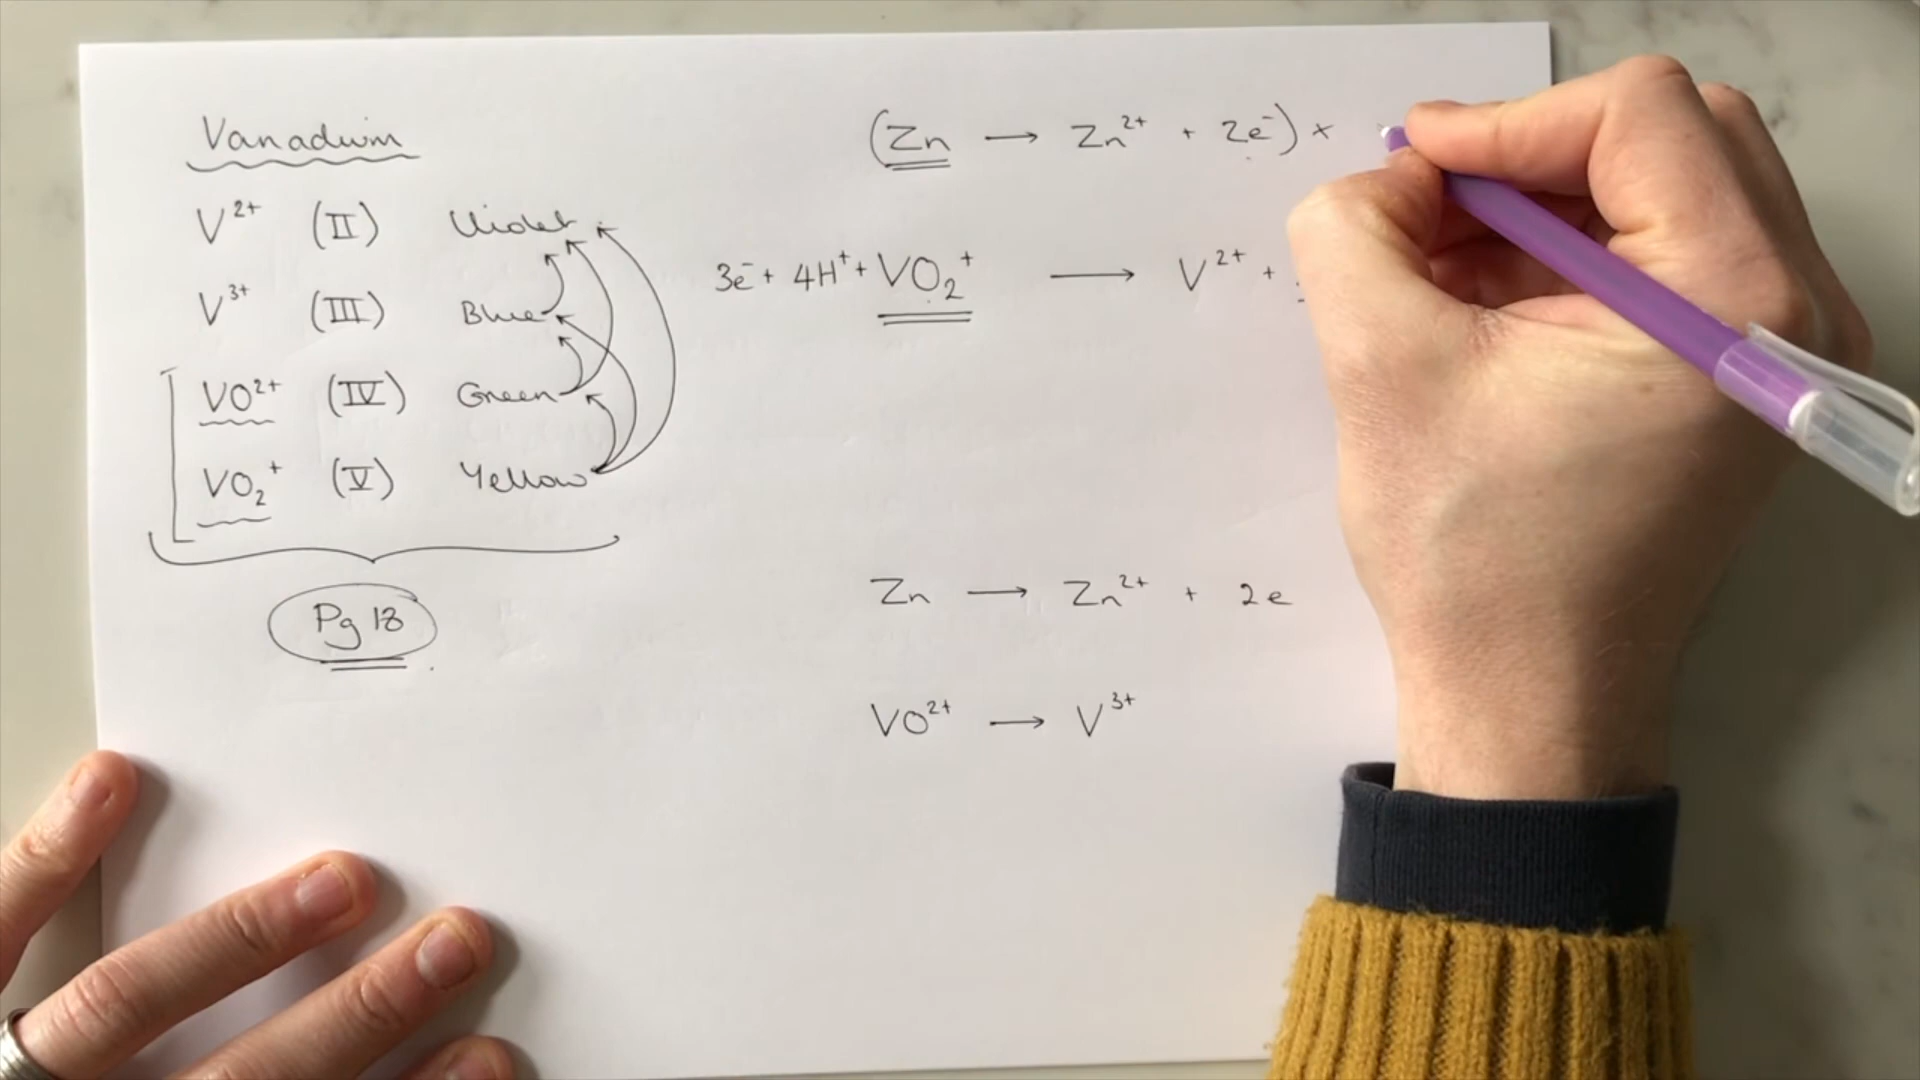 Vanadium
V²⁺ (II) Violet
V³⁺ (III) Blue
VO²⁺ (IV) Green
VO₂⁺ (V) Yellow
Pg 18
(Zn → Zn²⁺ + 2e⁻) ×
3e⁻ + 4H⁺ + VO₂⁺ → V²⁺ +
Zn → Zn²⁺ + 2e
VO²⁺ → V³⁺